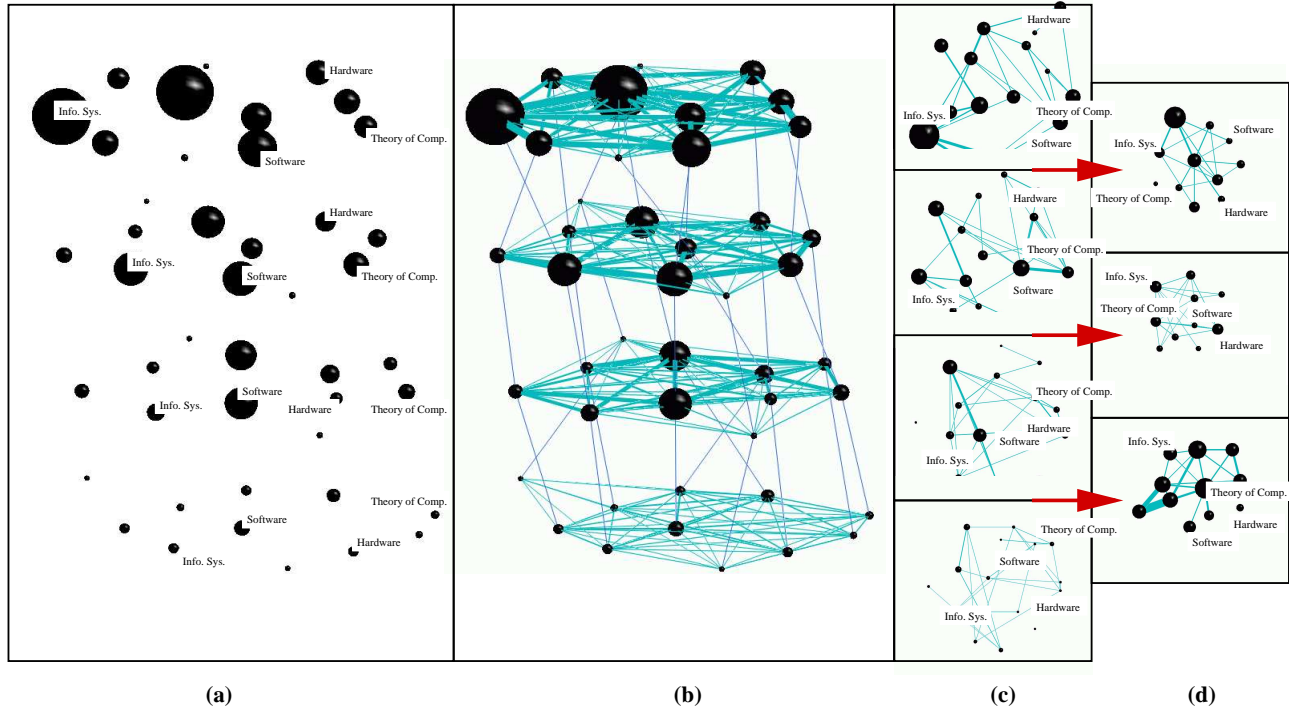 Hardware
Info. Sys.
Theory of Comp.
Software
Hardware
Info. Sys.
Software
Theory of Comp.
Software
Info. Sys.
Hardware
Theory of Comp.
Theory of Comp.
Software
Hardware
Info. Sys.
Hardware
Theory of Comp.
Info. Sys.
Software
Hardware
Theory of Comp.
Software
Info. Sys.
Theory of Comp.
Hardware
Software
Info. Sys.
Theory of Comp.
Software
Hardware
Info. Sys.
Software
Info. Sys.
Theory of Comp.
Hardware
Info. Sys.
Theory of Comp.
Software
Hardware
Info. Sys.
Theory of Comp.
Hardware
Software
(a)
(b)
(c)
(d)